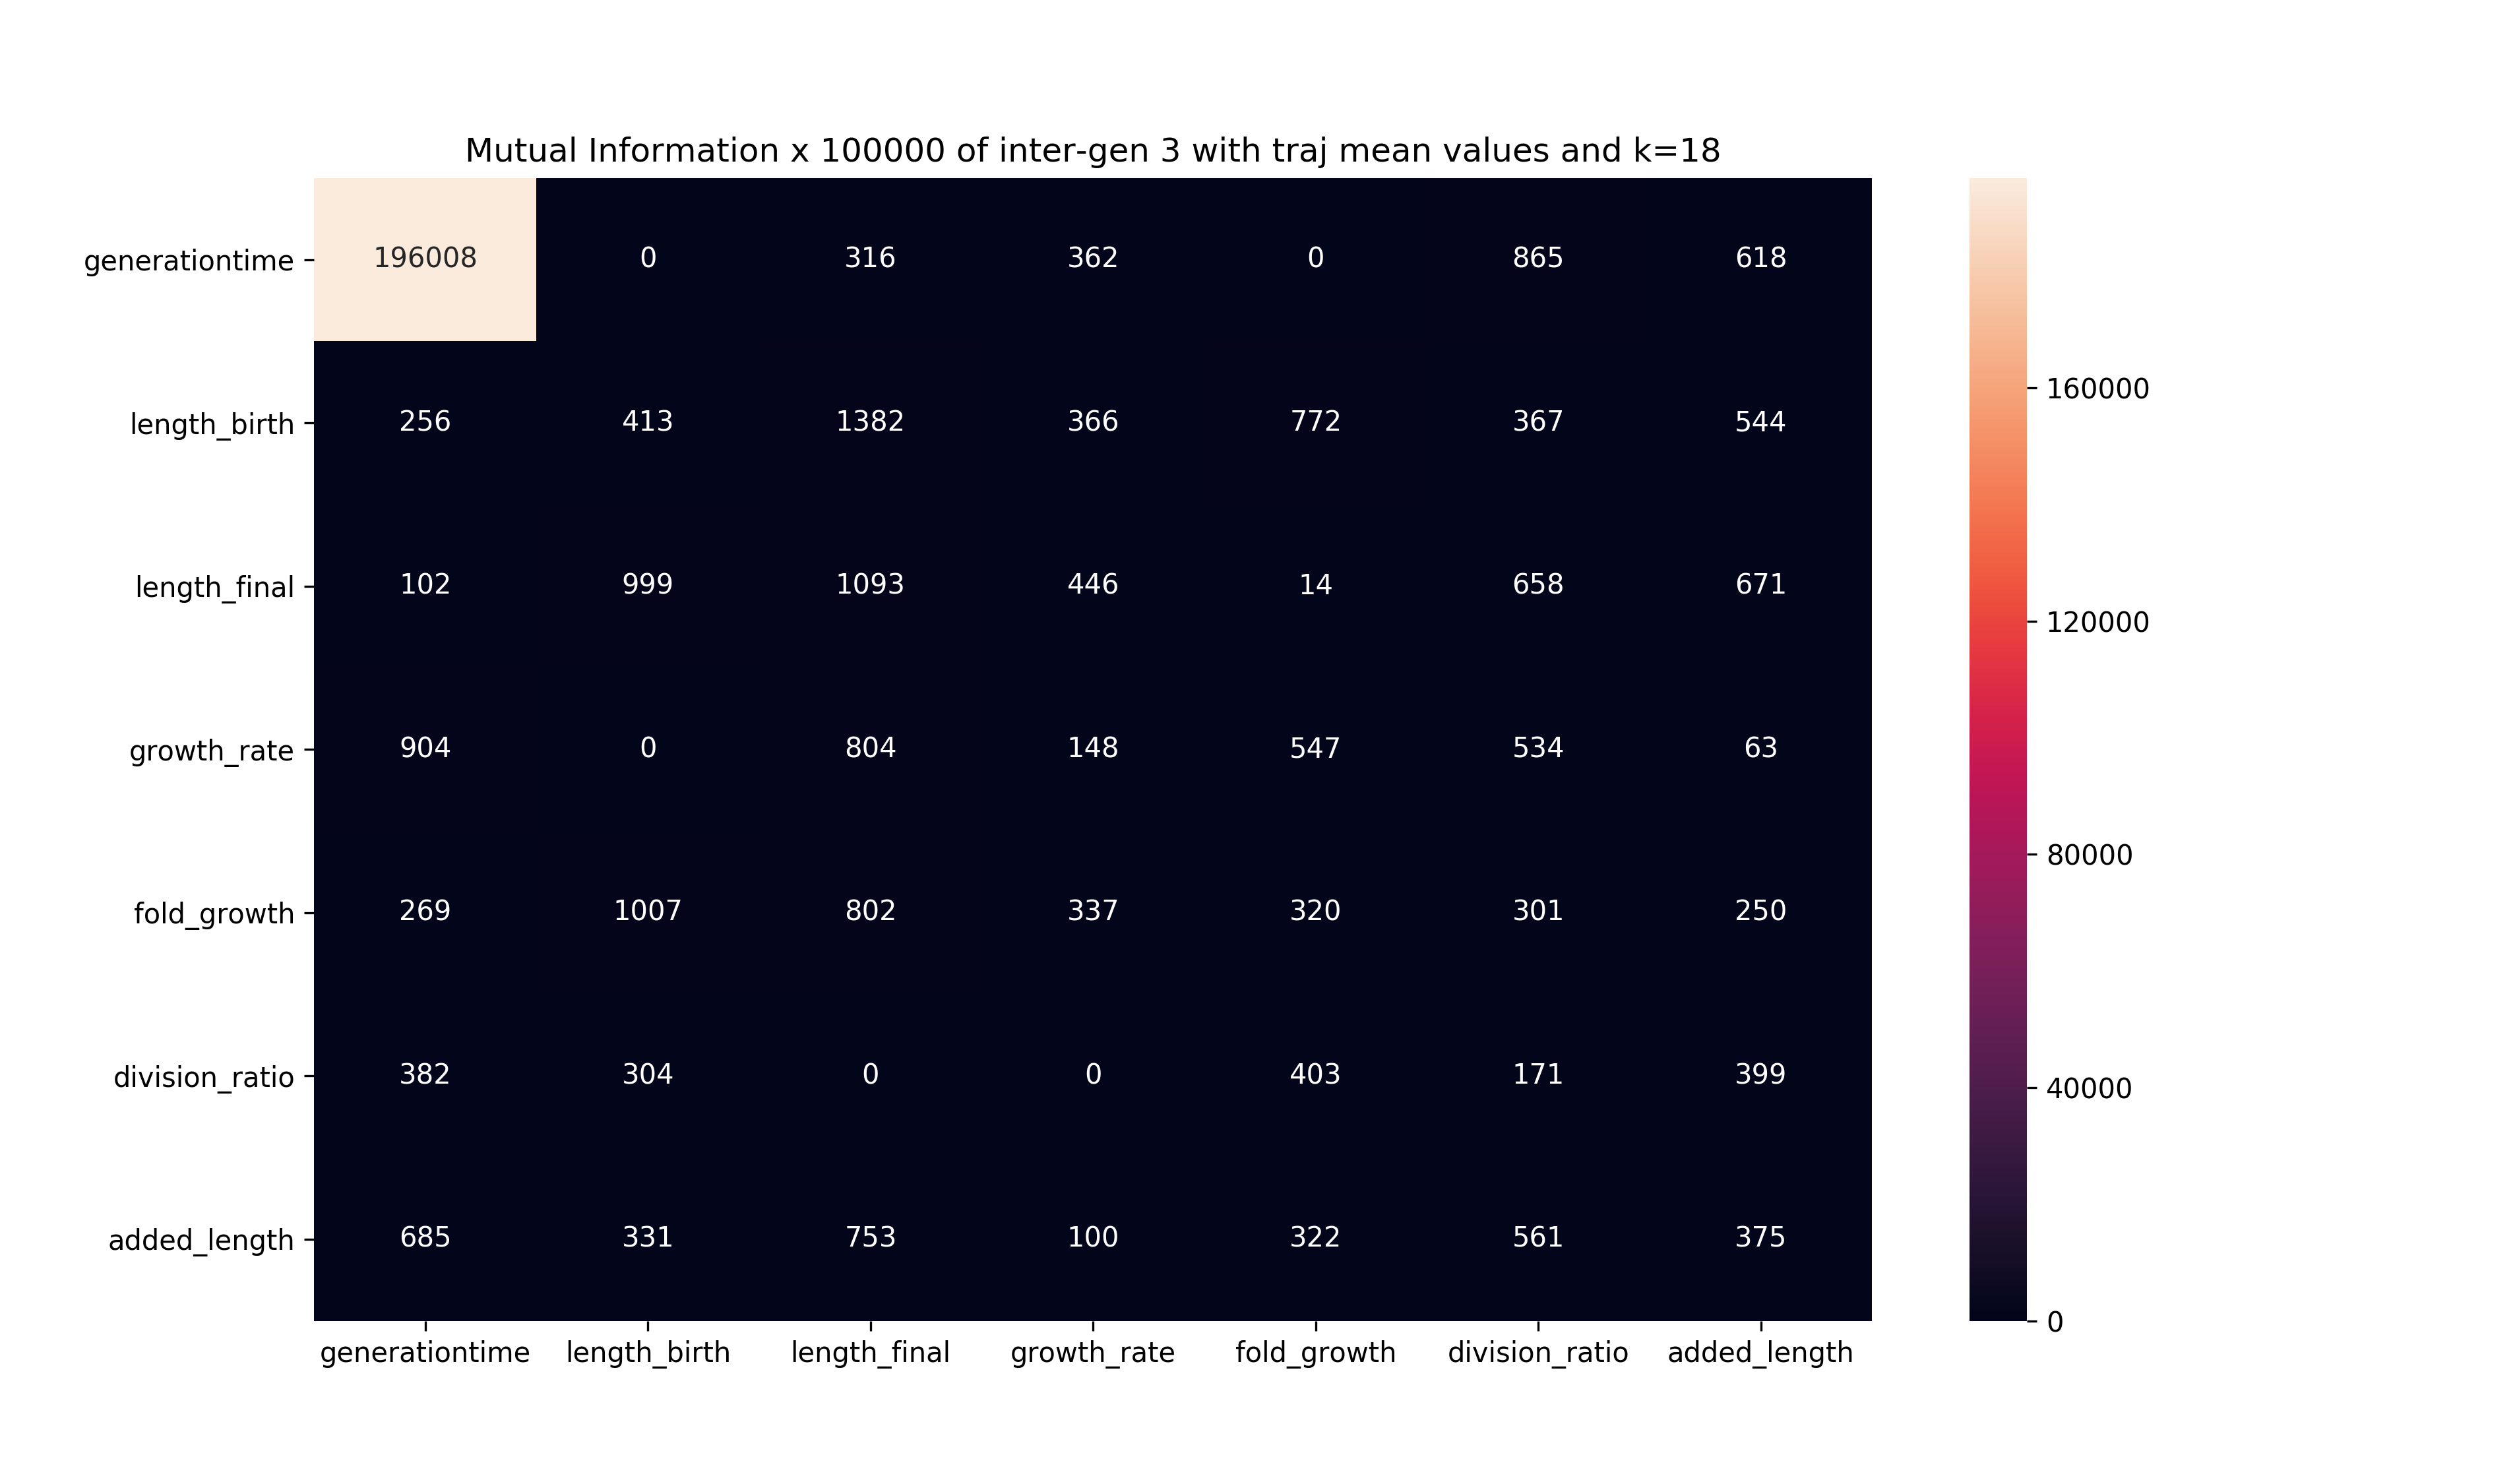 Mutual Information x 100000 of inter-gen 3 with traj mean values and k=18
generationtime 196008 0 316 362 0 865 618
length_birth 256 413 1382 366 772 367 544
length_final 102 999 1093 446 14 658 671
growth_rate 904 0 804 148 547 534 63
fold_growth 269 1007 802 337 320 301 250
division_ratio 382 304 0 0 403 171 399
added_length 685 331 753 100 322 561 375
generationtime length_birth length_final growth_rate fold_growth division_ratio added_length
160000
120000
80000
40000
0